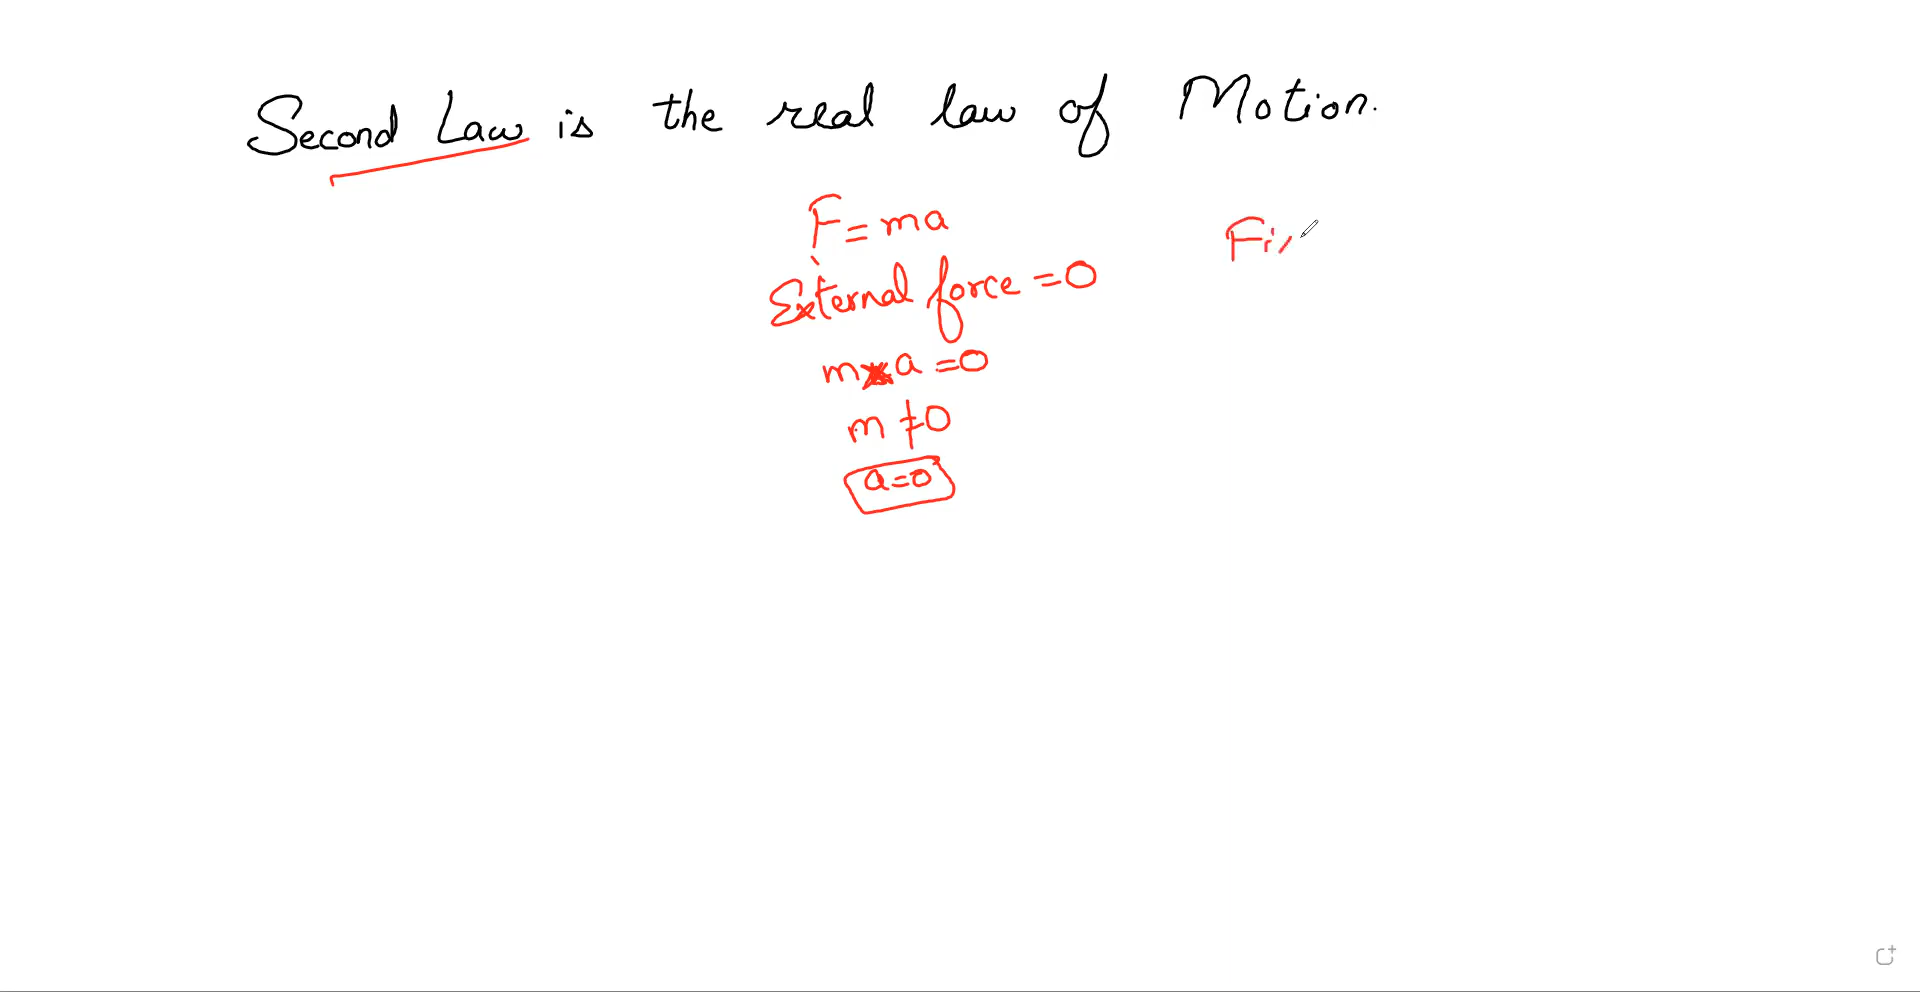 Second Law is the real law of Motion.
F = ma
External force = 0
m a = 0
m ≠ 0
a = 0